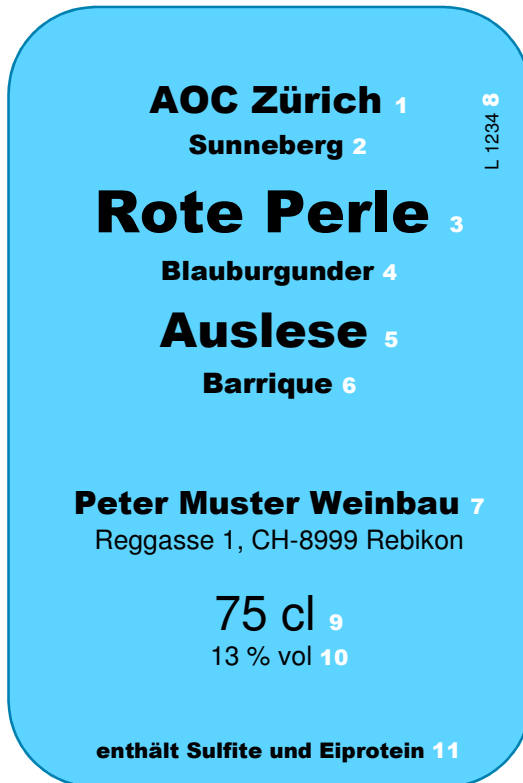 AOC Zürich 1
L 1234 8
Sunneberg 2
Rote Perle 3
Blauburgunder 4
Auslese 5
Barrique 6
Peter Muster Weinbau 7
Reggasse 1, CH-8999 Rebikon
75 cl 9
13 % vol 10
enthält Sulfite und Eiprotein 11